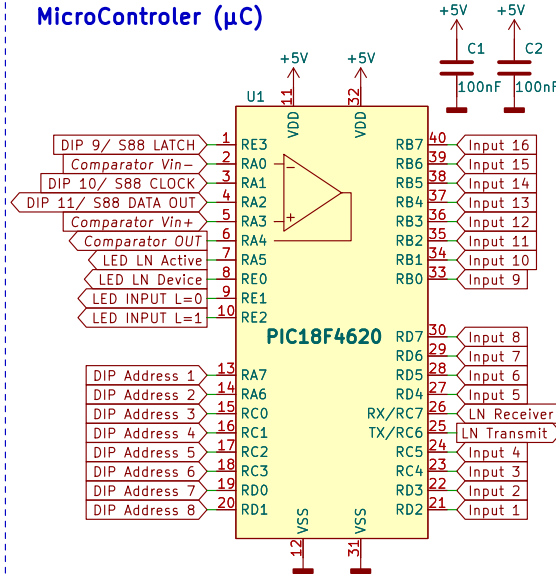 MicroControler (µC)
+5V +5V
C1 C2
100nF 100nF
+5V +5V
U1
11 32
VDD VDD
DIP 9/ S88 LATCH 1 RE3 RB7 40 Input 16
Comparator Vin- 2 RA0 RB6 39 Input 15
DIP 10/ S88 CLOCK 3 RA1 RB5 38 Input 14
DIP 11/ S88 DATA OUT 4 RA2 RB4 37 Input 13
Comparator Vin+ 5 RA3 RB3 36 Input 12
Comparator OUT 6 RA4 RB2 35 Input 11
LED LN Active 7 RA5 RB1 34 Input 10
LED LN Device 8 RE0 RB0 33 Input 9
LED INPUT L=0 9 RE1
LED INPUT L=1 10 RE2
PIC18F4620
RD7 30 Input 8
RD6 29 Input 7
DIP Address 1 13 RA7 RD5 28 Input 6
DIP Address 2 14 RA6 RD4 27 Input 5
DIP Address 3 15 RC0 RX/RC7 26 LN Receiver
DIP Address 4 16 RC1 TX/RC6 25 LN Transmit
DIP Address 5 17 RC2 RC5 24 Input 4
DIP Address 6 18 RC3 RC4 23 Input 3
DIP Address 7 19 RD0 RD3 22 Input 2
DIP Address 8 20 RD1 RD2 21 Input 1
VSS VSS
12 31